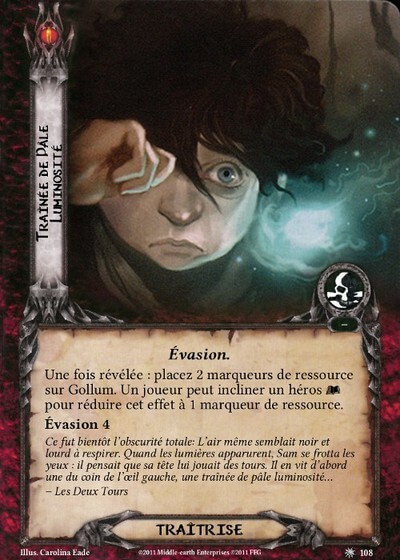 TRAÎNÉE DE PÂLE
LUMINOSITÉ
Évasion.
Une fois révélée : placez 2 marqueurs de ressource
sur Gollum. Un joueur peut incliner un héros
pour réduire cet effet à 1 marqueur de ressource.
Évasion 4
Ce fut bientôt l'obscurité totale: L'air même semblait noir et
lourd à respirer. Quand les lumières apparurent, Sam se frotta les
yeux : il pensait que sa tête lui jouait des tours. Il en vit d'abord
une du coin de l'œil gauche, une traînée de pâle luminosité...
– Les Deux Tours
TRAÎTRISE
Illus. Carolina Eade
©2011 Middle-earth Enterprises ©2011 FFG
108